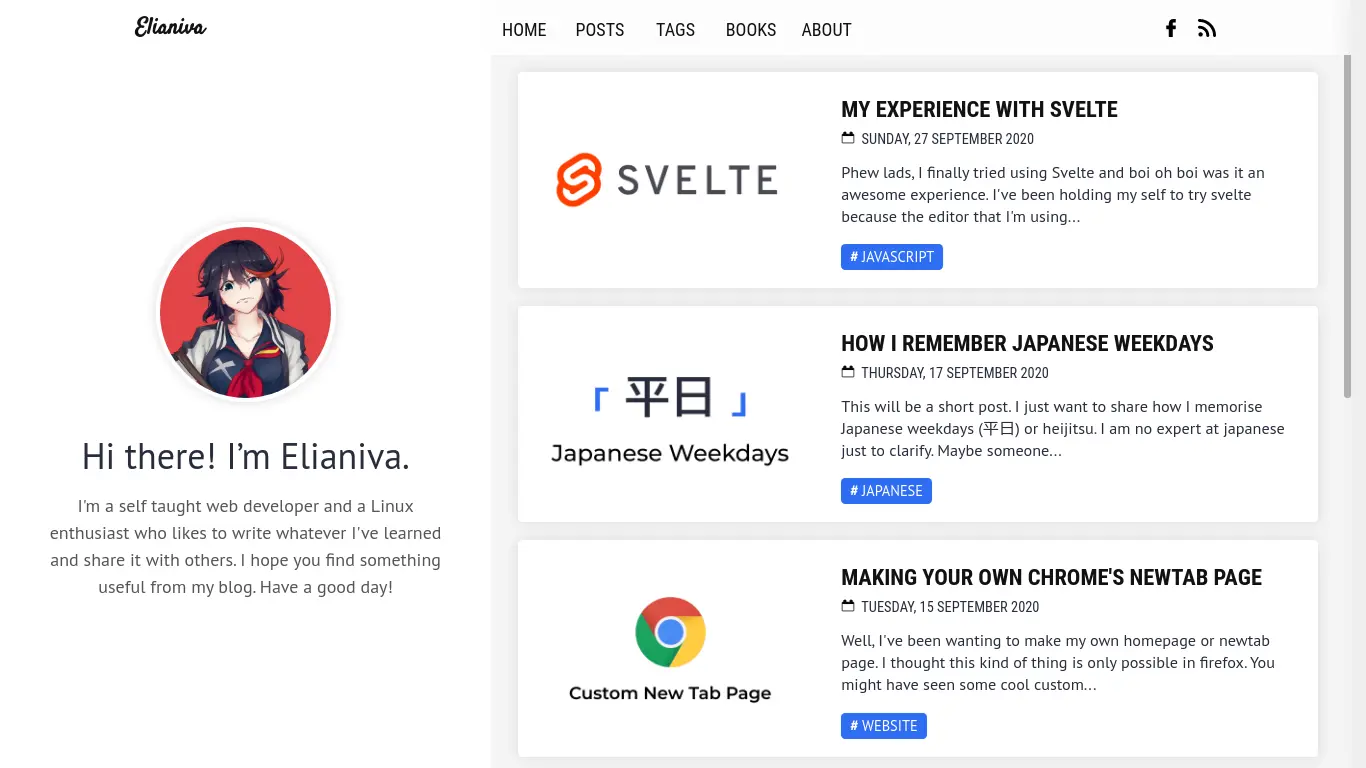 Elianiva
HOME POSTS TAGS BOOKS ABOUT
Hi there! I’m Elianiva.
I'm a self taught web developer and a Linux
enthusiast who likes to write whatever I've learned
and share it with others. I hope you find something
useful from my blog. Have a good day!
SVELTE
MY EXPERIENCE WITH SVELTE
SUNDAY, 27 SEPTEMBER 2020
Phew lads, I finally tried using Svelte and boi oh boi was it an
awesome experience. I've been holding my self to try svelte
because the editor that I'm using...
# JAVASCRIPT
「 平日 」
Japanese Weekdays
HOW I REMEMBER JAPANESE WEEKDAYS
THURSDAY, 17 SEPTEMBER 2020
This will be a short post. I just want to share how I memorise
Japanese weekdays (平日) or heijitsu. I am no expert at japanese
just to clarify. Maybe someone...
# JAPANESE
Custom New Tab Page
MAKING YOUR OWN CHROME'S NEWTAB PAGE
TUESDAY, 15 SEPTEMBER 2020
Well, I've been wanting to make my own homepage or newtab
page. I thought this kind of thing is only possible in firefox. You
might have seen some cool custom...
# WEBSITE